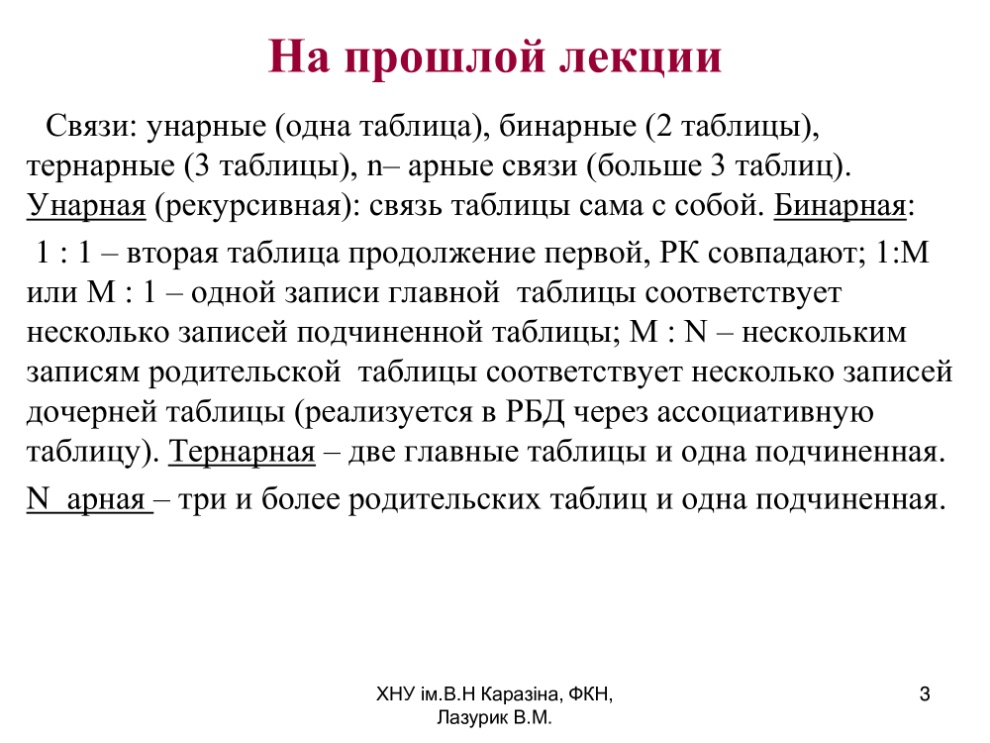 На прошлой лекции
Связи: унарные (одна таблица), бинарные (2 таблицы),
тернарные (3 таблицы), n– арные связи (больше 3 таблиц).
Унарная (рекурсивная): связь таблицы сама с собой. Бинарная:
1 : 1 – вторая таблица продолжение первой, РК совпадают; 1:М
или М : 1 – одной записи главной таблицы соответствует
несколько записей подчиненной таблицы; М : N – нескольким
записям родительской таблицы соответствует несколько записей
дочерней таблицы (реализуется в РБД через ассоциативную
таблицу). Тернарная – две главные таблицы и одна подчиненная.
N арная – три и более родительских таблиц и одна подчиненная.
ХНУ ім.В.Н Каразіна, ФКН,
Лазурик В.М.
3